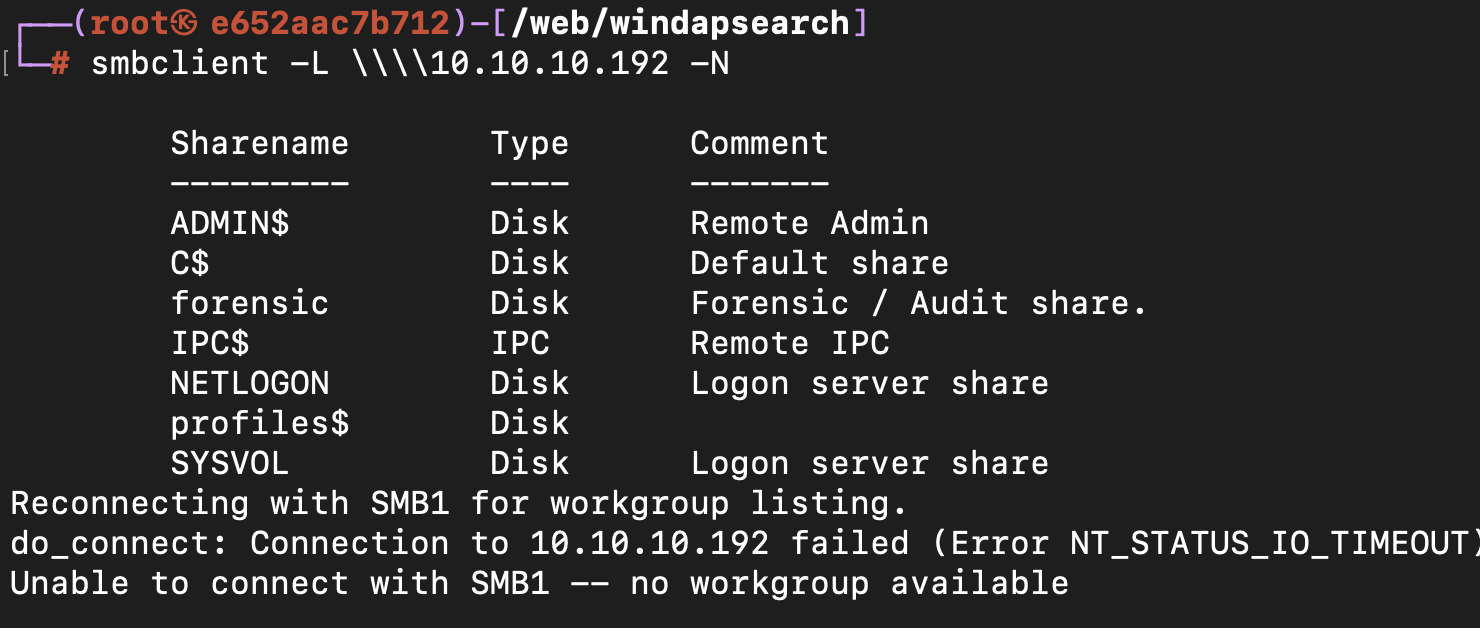 ┌──(root㉿e652aac7b712)-[/web/windapsearch]
└─# smbclient -L \\\\10.10.10.192 -N
Sharename Type Comment
--------- ---- -------
ADMIN$ Disk Remote Admin
C$ Disk Default share
forensic Disk Forensic / Audit share.
IPC$ IPC Remote IPC
NETLOGON Disk Logon server share
profiles$ Disk
SYSVOL Disk Logon server share
Reconnecting with SMB1 for workgroup listing.
do_connect: Connection to 10.10.10.192 failed (Error NT_STATUS_IO_TIMEOUT)
Unable to connect with SMB1 -- no workgroup available